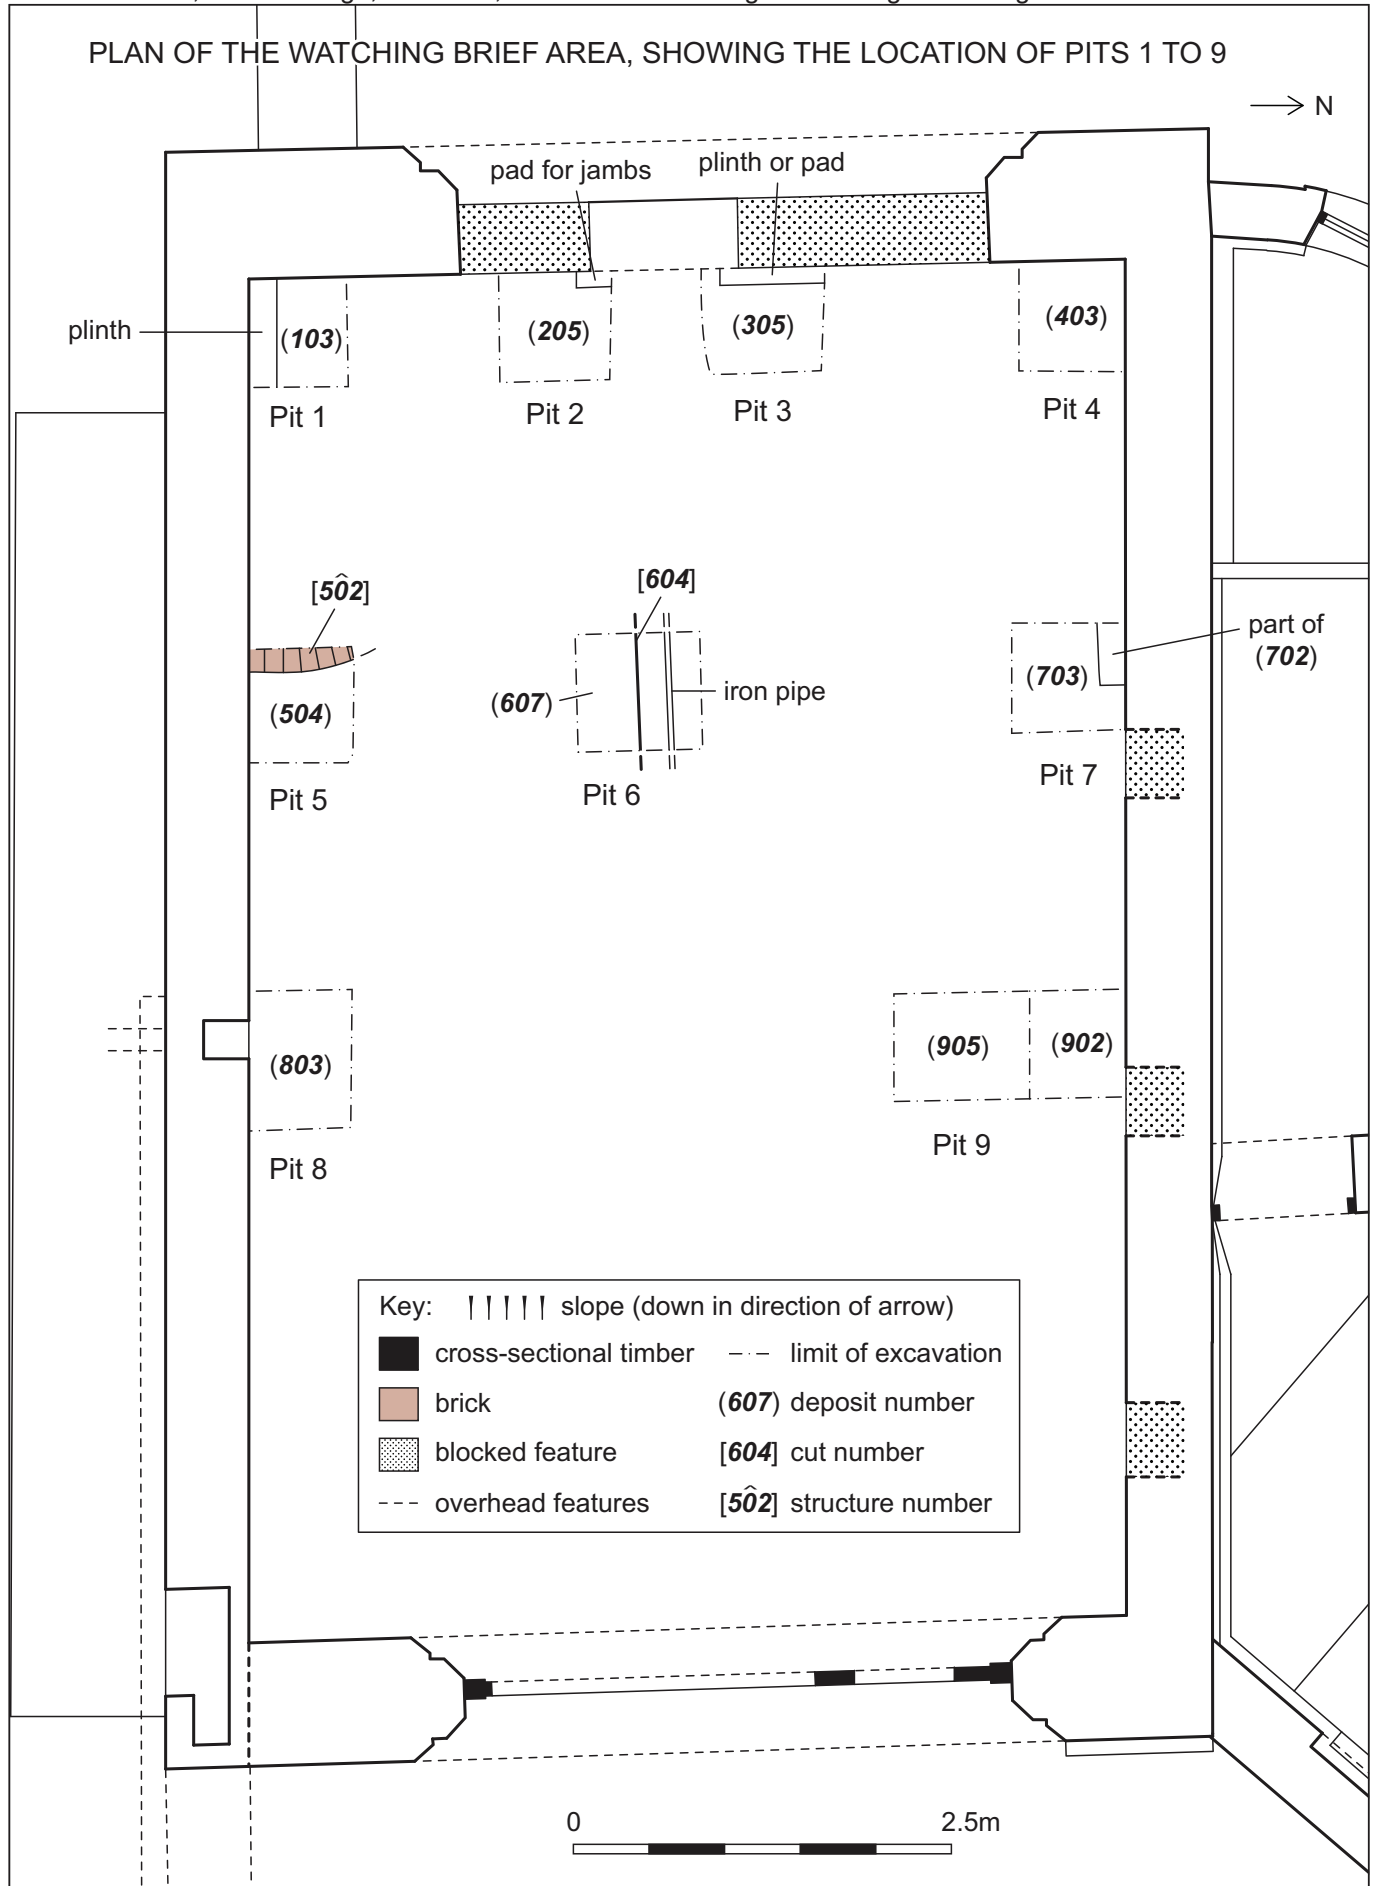 PLAN OF THE WATCHING BRIEF AREA, SHOWING THE LOCATION OF PITS 1 TO 9
N
pad for jambs
plinth or pad
plinth
(103)
(205)
(305)
(403)
Pit 1
Pit 2
Pit 3
Pit 4
[502]
[604]
part of
(702)
(703)
(504)
(607)
iron pipe
Pit 5
Pit 6
Pit 7
(803)
(905)
(902)
Pit 8
Pit 9
Key:
slope (down in direction of arrow)
cross-sectional timber
limit of excavation
brick
(607) deposit number
blocked feature
[604] cut number
overhead features
[502] structure number
0
2.5m